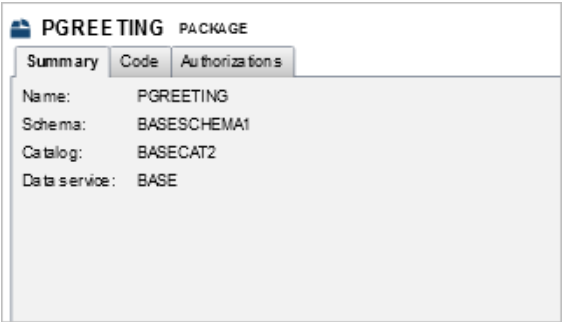 PGREETING PACKAGE
Summary Code Authorizations
Name: PGREETING
Schema: BASESCHEMA1
Catalog: BASECAT2
Data service: BASE